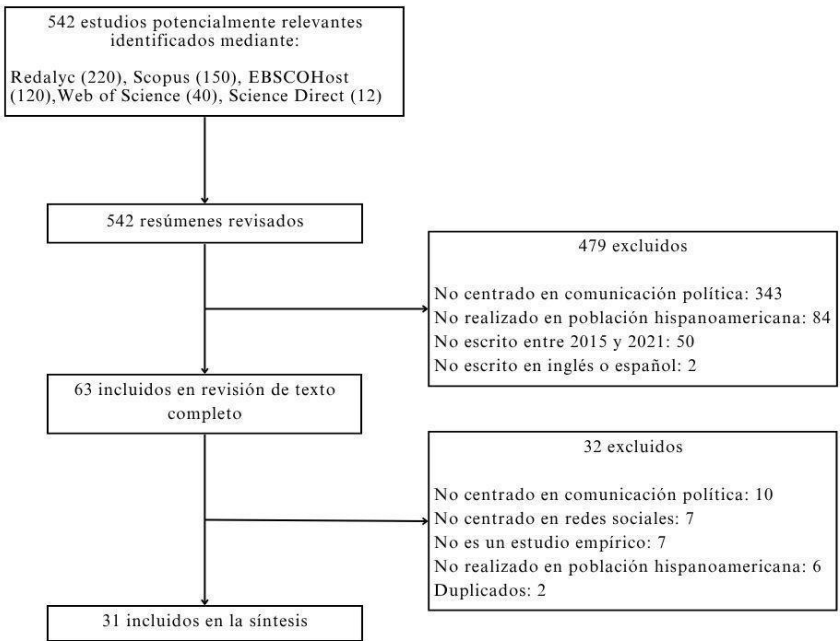 542 estudios potencialmente relevantes
identificados mediante:
Redalyc (220), Scopus (150), EBSCOHost
(120),Web of Science (40), Science Direct (12)
542 resúmenes revisados
479 excluidos
No centrado en comunicación política: 343
No realizado en población hispanoamericana: 84
No escrito entre 2015 y 2021: 50
No escrito en inglés o español: 2
63 incluidos en revisión de texto
completo
32 excluidos
No centrado en comunicación política: 10
No centrado en redes sociales: 7
No es un estudio empírico: 7
No realizado en población hispanoamericana: 6
Duplicados: 2
31 incluidos en la síntesis